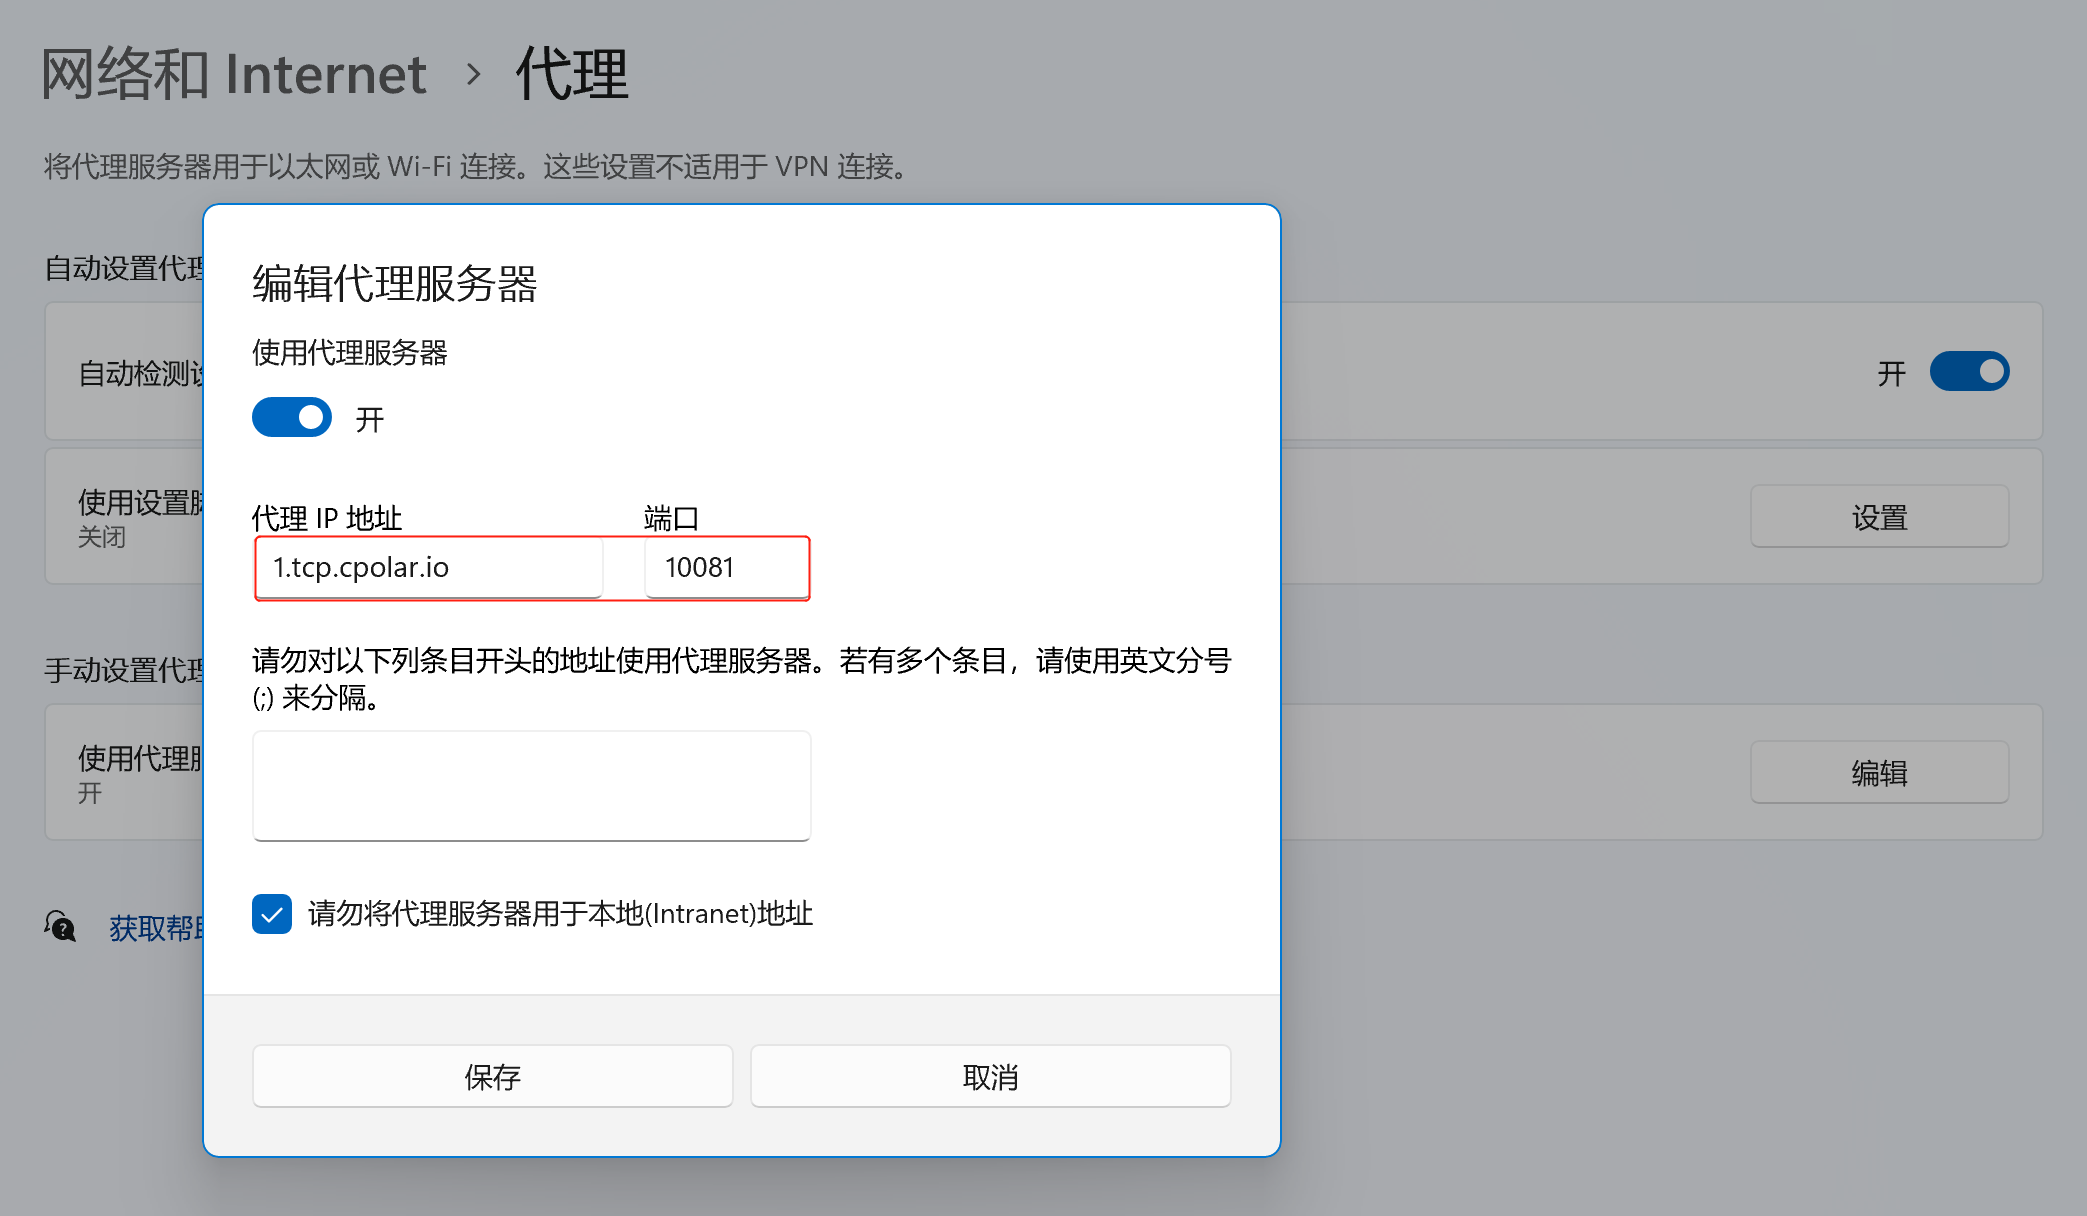 网络和 Internet › 代理
将代理服务器用于以太网或 Wi-Fi 连接。这些设置不适用于 VPN 连接。
自动设置代理
自动检测设
开
使用设置脚
关闭
设置
手动设置代理
使用代理服
开
编辑
获取帮助
编辑代理服务器
使用代理服务器
开
代理 IP 地址
端口
1.tcp.cpolar.io
10081
请勿对以下列条目开头的地址使用代理服务器。若有多个条目，请使用英文分号
(;) 来分隔。
请勿将代理服务器用于本地(Intranet)地址
保存
取消